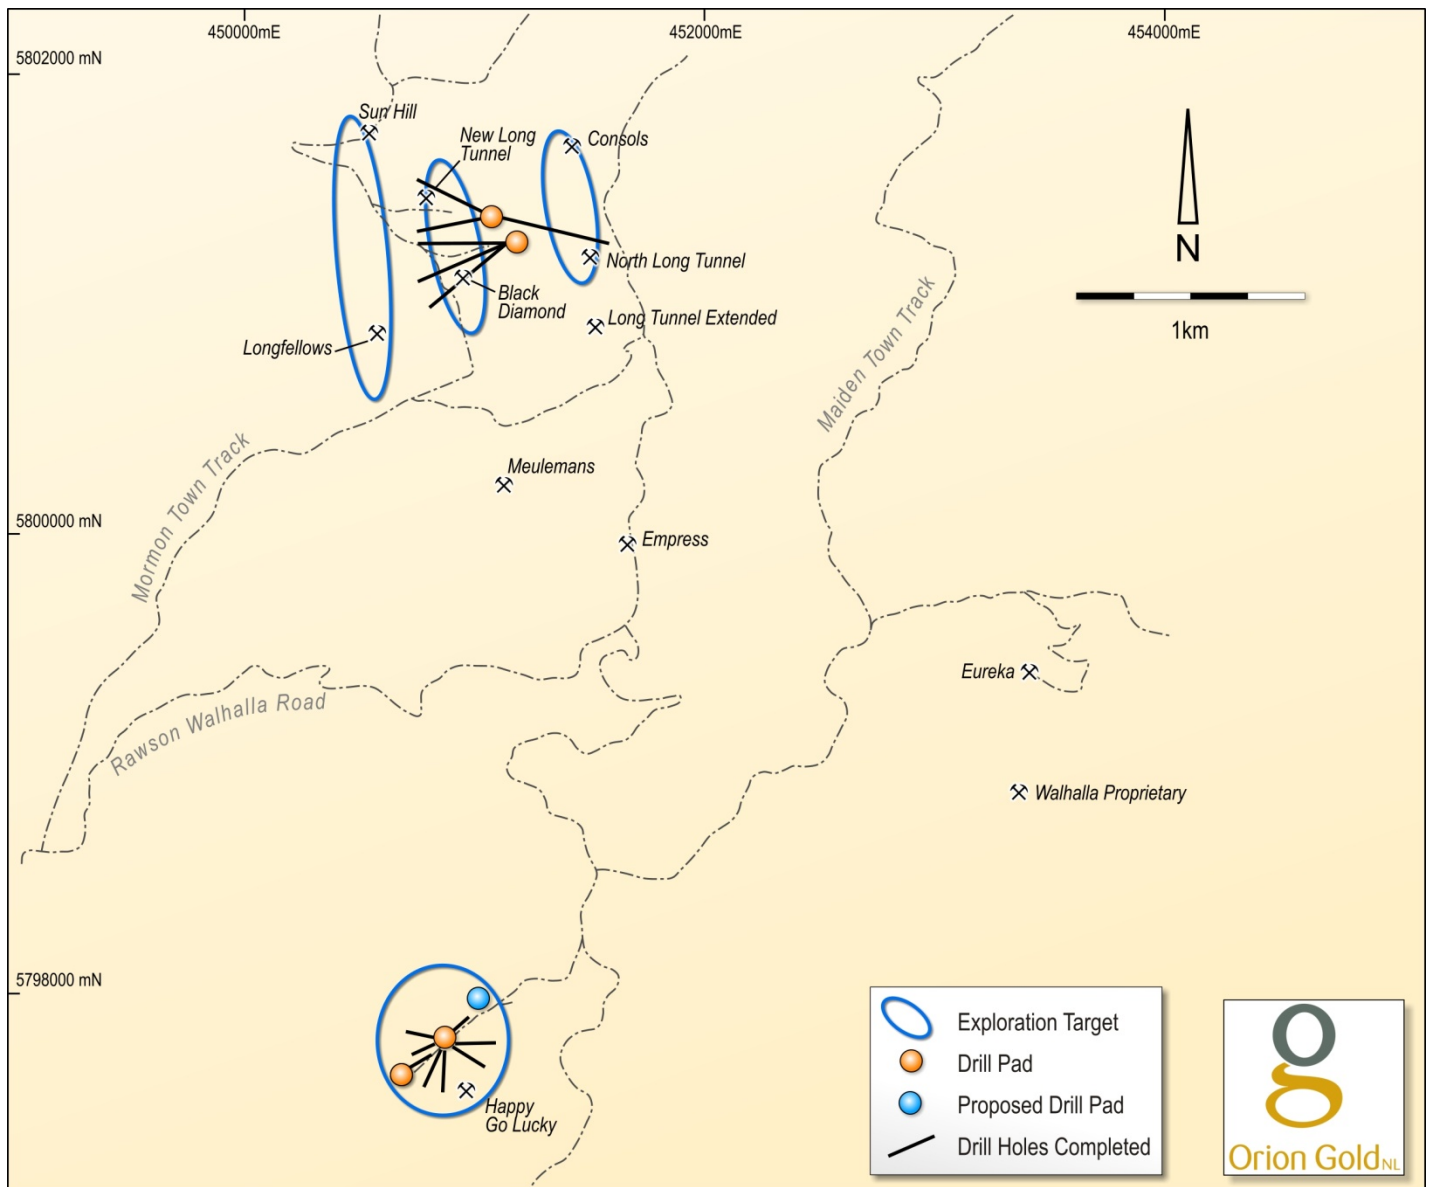 450000mE
452000mE
454000mE
5802000 mN
Sun Hill
New Long
Tunnel
Consols
North Long Tunnel
Black
Diamond
Long Tunnel Extended
Longfellows
N
1km
Maiden Town Track
Mormon Town Track
Meulemans
5800000 mN
Empress
Eureka
Rawson Walhalla Road
Walhalla Proprietary
5798000 mN
Happy
Go Lucky
Exploration Target
Drill Pad
Proposed Drill Pad
Drill Holes Completed
Orion Gold NL